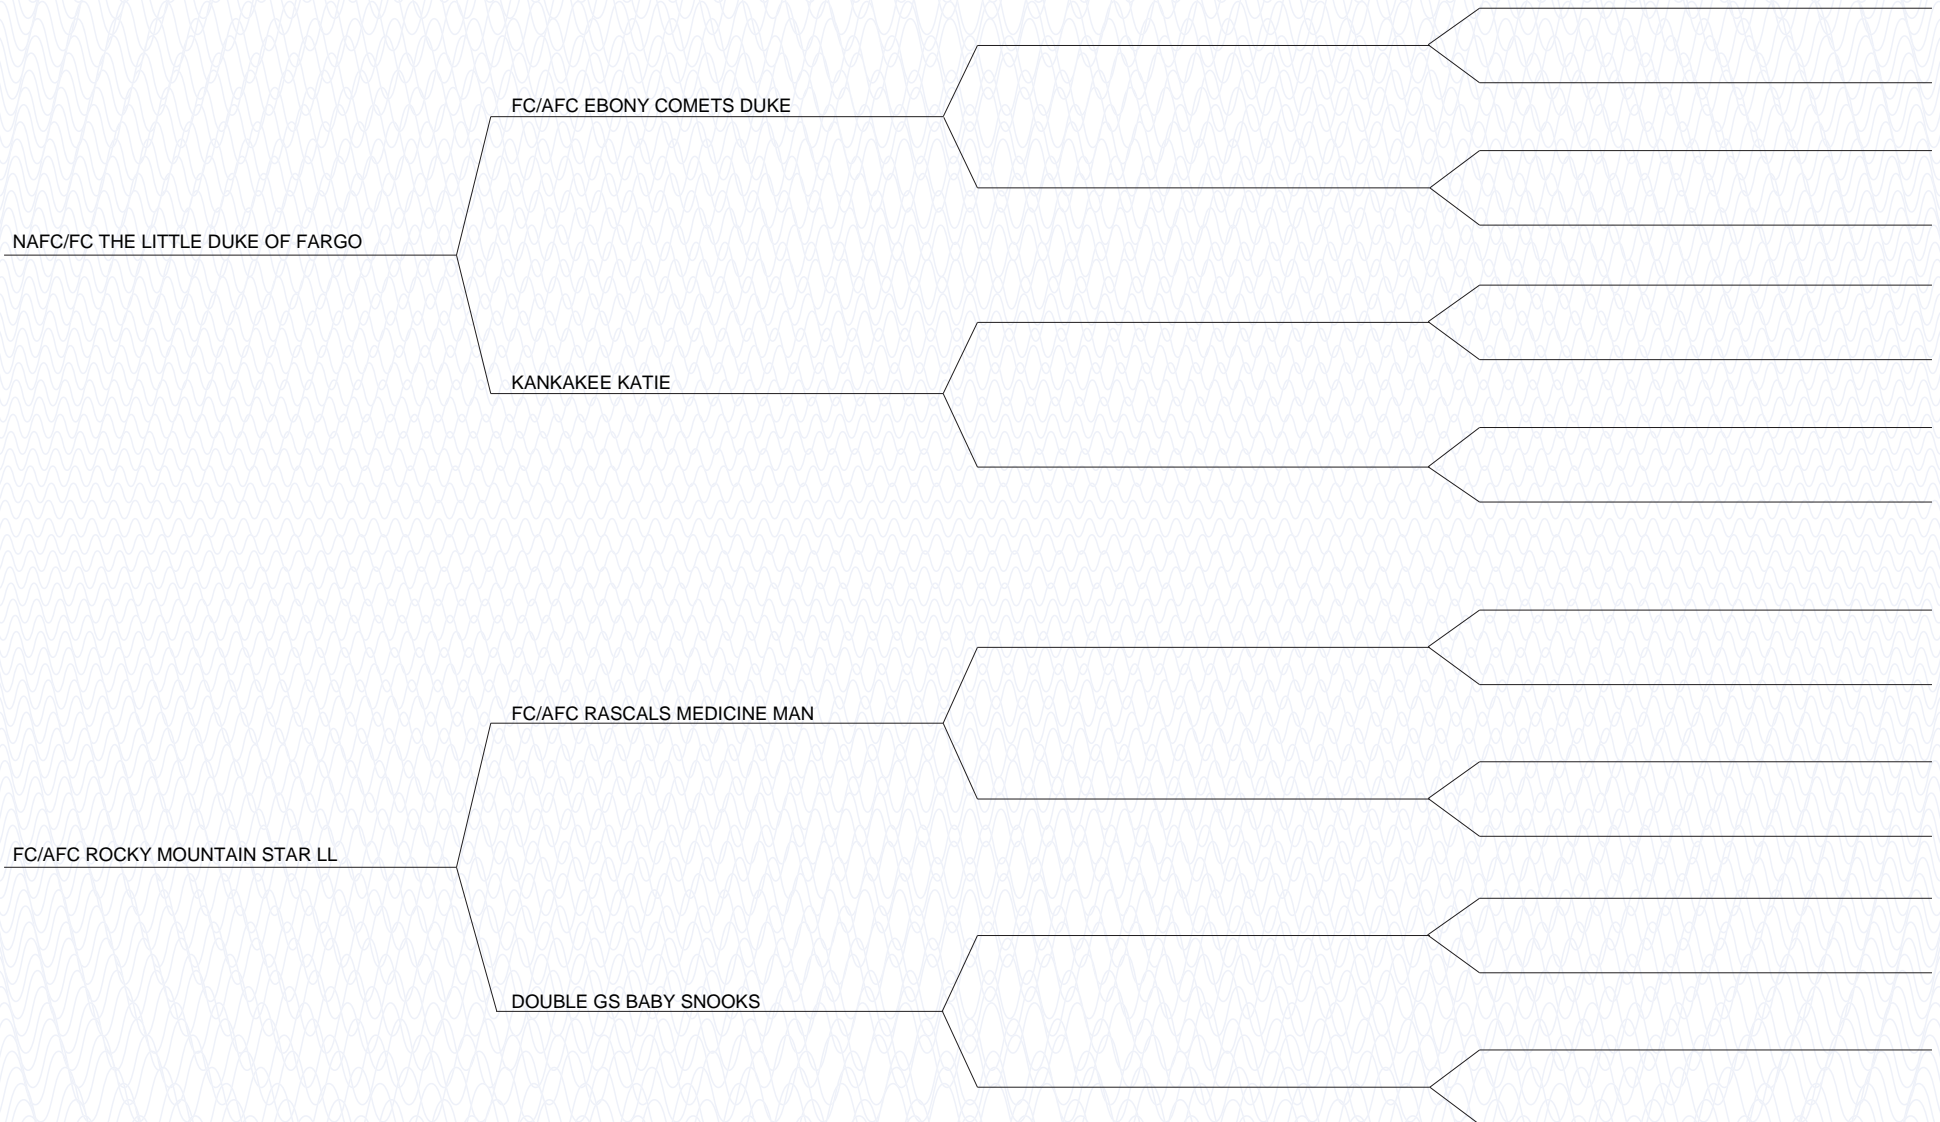 FC/AFC EBONY COMETS DUKE
NAFC/FC THE LITTLE DUKE OF FARGO
KANKAKEE KATIE
FC/AFC RASCALS MEDICINE MAN
FC/AFC ROCKY MOUNTAIN STAR LL
DOUBLE GS BABY SNOOKS